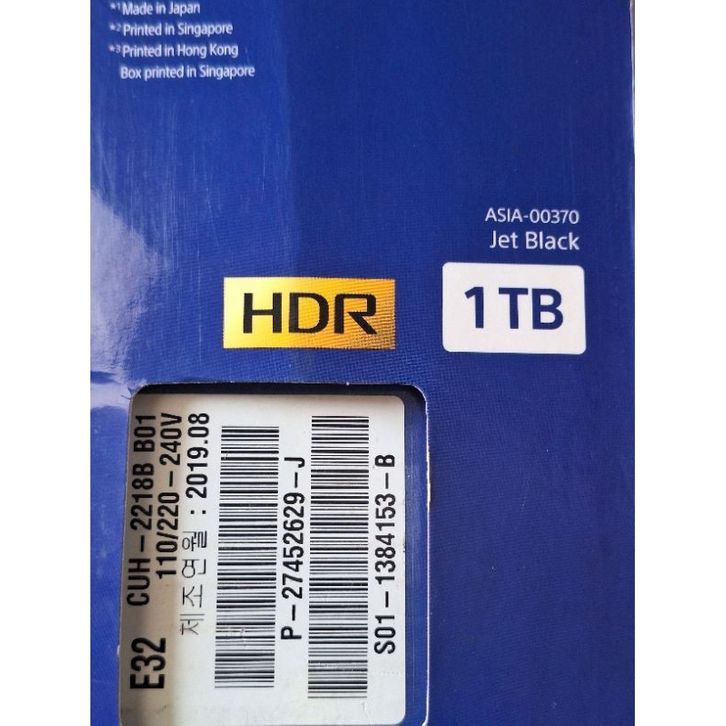 *1 Made in Japan
*2 Printed in Singapore
*3 Printed in Hong Kong
Box printed in Singapore
ASIA-00370
Jet Black
HDR
1 TB
E32 CUH-2218B B01
110/220-240V
제조연월 : 2019.08
P-27452629-J
S01-1384153-B